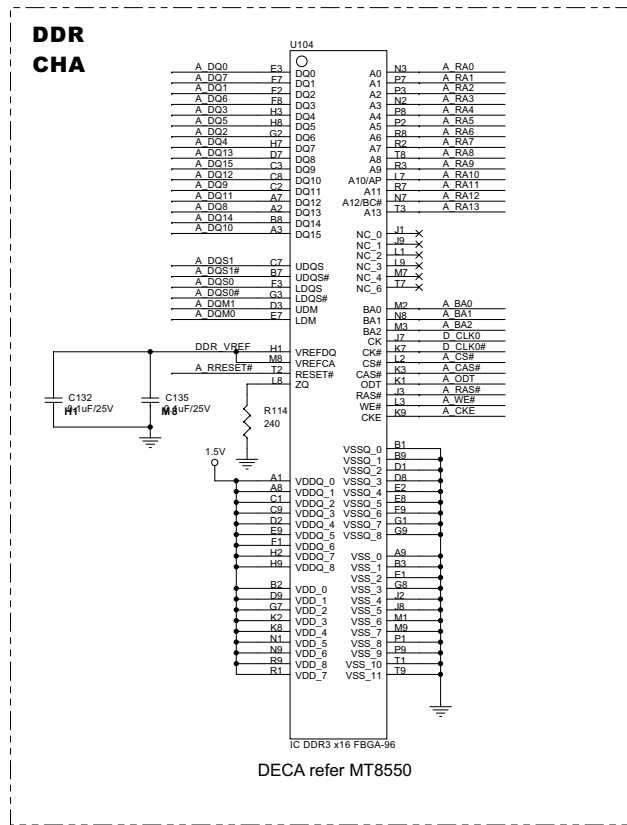 DDR
CHA
U104
A_DQ0 E3 DQ0 A0 N3 A_RA0
A_DQ7 F7 DQ1 A1 P7 A_RA1
A_DQ1 F2 DQ2 A2 P3 A_RA2
A_DQ6 F8 DQ3 A3 N2 A_RA3
A_DQ3 H3 DQ4 A4 P8 A_RA4
A_DQ5 H8 DQ5 A5 P2 A_RA5
A_DQ2 G2 DQ6 A6 R8 A_RA6
A_DQ4 H7 DQ7 A7 R2 A_RA7
A_DQ13 D7 DQ8 A8 T8 A_RA8
A_DQ15 C3 DQ9 A9 R3 A_RA9
A_DQ12 C8 DQ10 A10/AP L7 A_RA10
A_DQ9 C2 DQ11 A11 R7 A_RA11
A_DQ11 A7 DQ12 A12/BC# N7 A_RA12
A_DQ8 A2 DQ13 A13 T3 A_RA13
A_DQ14 B8 DQ14
A_DQ10 A3 DQ15
NC_0 J1
NC_1 J9
NC_2 L1
NC_3 L9
NC_4 M7
NC_6 T7
A_DQS1 C7 UDQS
A_DQS1# B7 UDQS#
A_DQS0 F3 LDQS
A_DQS0# G3 LDQS#
A_DQM1 D3 UDM
A_DQM0 E7 LDM
BA0 M2 A_BA0
BA1 N8 A_BA1
BA2 M3 A_BA2
CK J7 D_CLK0
CK# K7 D_CLK0#
CS# L2 A_CS#
CAS# K3 A_CAS#
ODT K1 A_ODT
RAS# J3 A_RAS#
WE# L3 A_WE#
CKE K9 A_CKE
DDR_VREF H1 VREFDQ
M8 VREFCA
A_RRESET# T2 RESET#
L8 ZQ
C132
0.1uF/25V
H1
C135
0.1uF/25V
M8
R114
240
1.5V
A1 VDDQ_0
A8 VDDQ_1
C1 VDDQ_2
C9 VDDQ_3
D2 VDDQ_4
E9 VDDQ_5
F1 VDDQ_6
H2 VDDQ_7
H9 VDDQ_8
B2 VDD_0
D9 VDD_1
G7 VDD_2
K2 VDD_3
K8 VDD_4
N1 VDD_5
N9 VDD_6
R9 VDD_8
R1 VDD_7
VSSQ_0 B1
VSSQ_1 B9
VSSQ_2 D1
VSSQ_3 D8
VSSQ_4 E2
VSSQ_5 E8
VSSQ_6 F9
VSSQ_7 G1
VSSQ_8 G9
VSS_0 A9
VSS_1 B3
VSS_2 E1
VSS_3 G8
VSS_4 J2
VSS_5 J8
VSS_6 M1
VSS_7 M9
VSS_8 P1
VSS_9 P9
VSS_10 T1
VSS_11 T9
IC DDR3 x16 FBGA-96
DECA refer MT8550